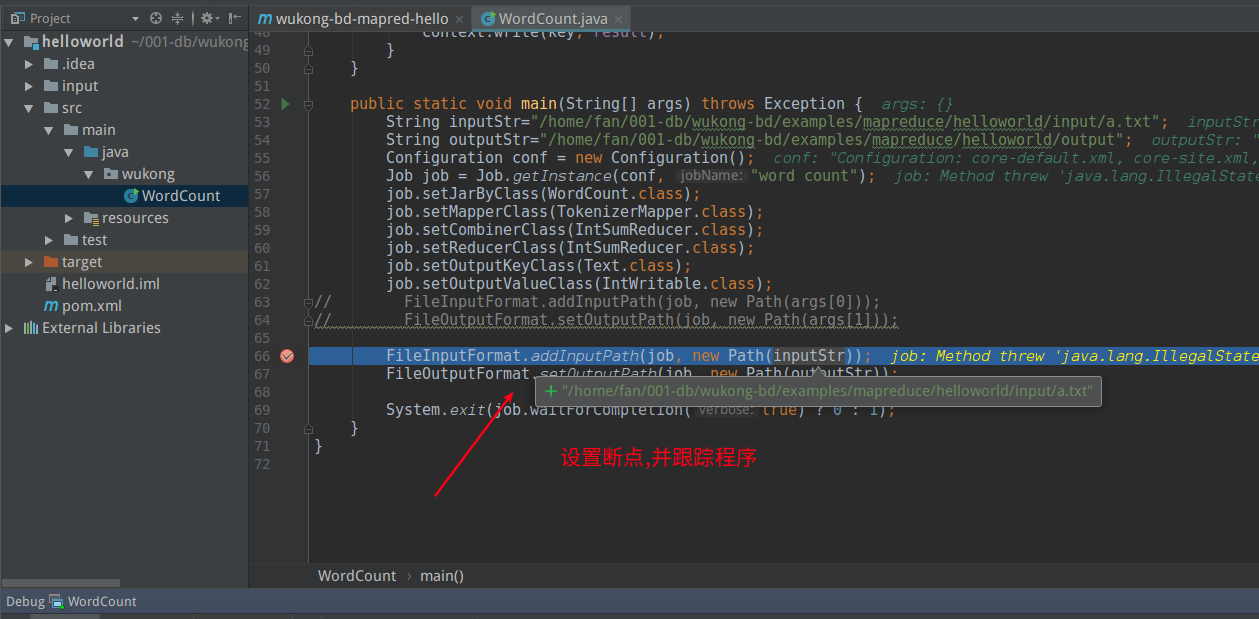 Project
wukong-bd-mapred-hello
WordCount.java
helloworld ~/001-db/wukong
.idea
input
src
main
java
wukong
WordCount
resources
test
target
helloworld.iml
pom.xml
External Libraries
48 context.write(key, result);
49 }
50 }
51
52 public static void main(String[] args) throws Exception { args: {}
53 String inputStr="/home/fan/001-db/wukong-bd/examples/mapreduce/helloworld/input/a.txt"; inputStr
54 String outputStr="/home/fan/001-db/wukong-bd/examples/mapreduce/helloworld/output"; outputStr: "
55 Configuration conf = new Configuration(); conf: "Configuration: core-default.xml, core-site.xml,
56 Job job = Job.getInstance(conf, jobName: "word count"); job: Method threw 'java.lang.IllegalState
57 job.setJarByClass(WordCount.class);
58 job.setMapperClass(TokenizerMapper.class);
59 job.setCombinerClass(IntSumReducer.class);
60 job.setReducerClass(IntSumReducer.class);
61 job.setOutputKeyClass(Text.class);
62 job.setOutputValueClass(IntWritable.class);
63 // FileInputFormat.addInputPath(job, new Path(args[0]));
64 // FileOutputFormat.setOutputPath(job, new Path(args[1]));
65
66 FileInputFormat.addInputPath(job, new Path(inputStr)); job: Method threw 'java.lang.IllegalState
67 FileOutputFormat.setOutputPath(job, new Path(outputStr));
+ "/home/fan/001-db/wukong-bd/examples/mapreduce/helloworld/input/a.txt"
68
69 System.exit(job.waitForCompletion( verbose: true) ? 0 : 1);
70 }
71 }
72
设置断点,并跟踪程序
WordCount › main()
Debug WordCount